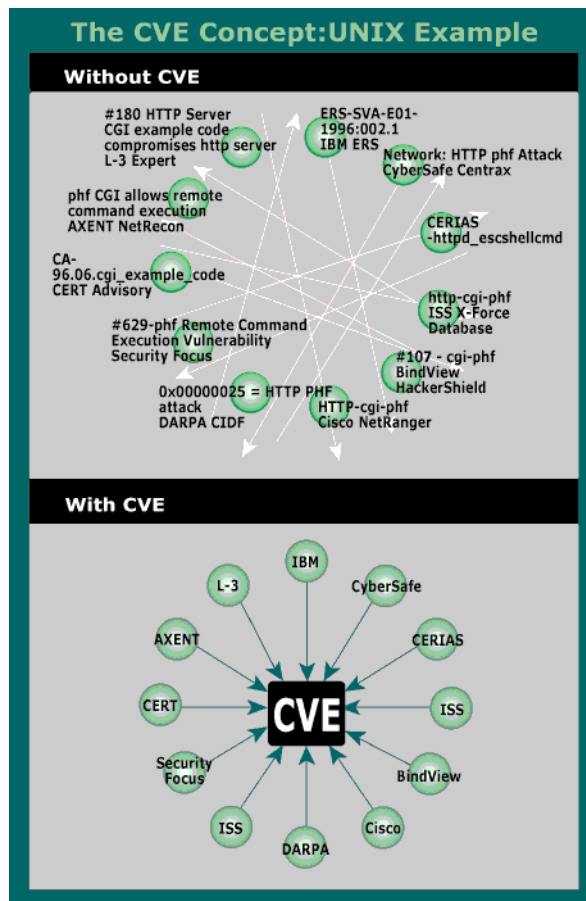 The CVE Concept:UNIX Example
Without CVE
#180 HTTP Server
CGI example code
compromises http server
L-3 Expert
ERS-SVA-E01-
1996:002.1
IBM ERS
Network: HTTP phf Attack
CyberSafe Centrax
phf CGI allows remote
command execution
AXENT NetRecon
CERIAS
-httpd_escshellcmd
CA-
96.06.cgi_example_code
CERT Advisory
http-cgi-phf
ISS X-Force
Database
#629-phf Remote Command
Execution Vulnerability
Security Focus
#107 - cgi-phf
BindView
HackerShield
0x00000025 = HTTP PHF
attack
DARPA CIDF
HTTP-cgi-phf
Cisco NetRanger
With CVE
IBM
L-3
CyberSafe
AXENT
CERIAS
CERT
CVE
ISS
Security
Focus
BindView
ISS
Cisco
DARPA